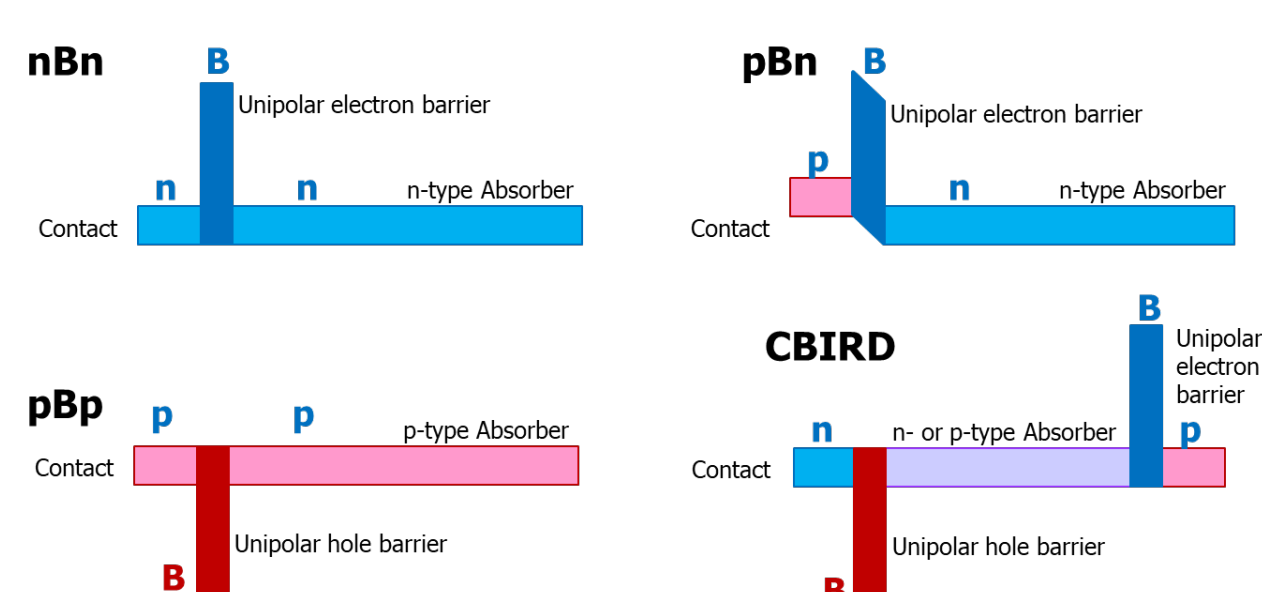 nBn
B
Unipolar electron barrier
n
n
n-type Absorber
Contact
pBn
B
Unipolar electron barrier
p
n
n-type Absorber
Contact
pBp
p
p
p-type Absorber
Contact
Unipolar hole barrier
B
CBIRD
B
Unipolar
electron
barrier
n
n- or p-type Absorber
p
Contact
Unipolar hole barrier
B